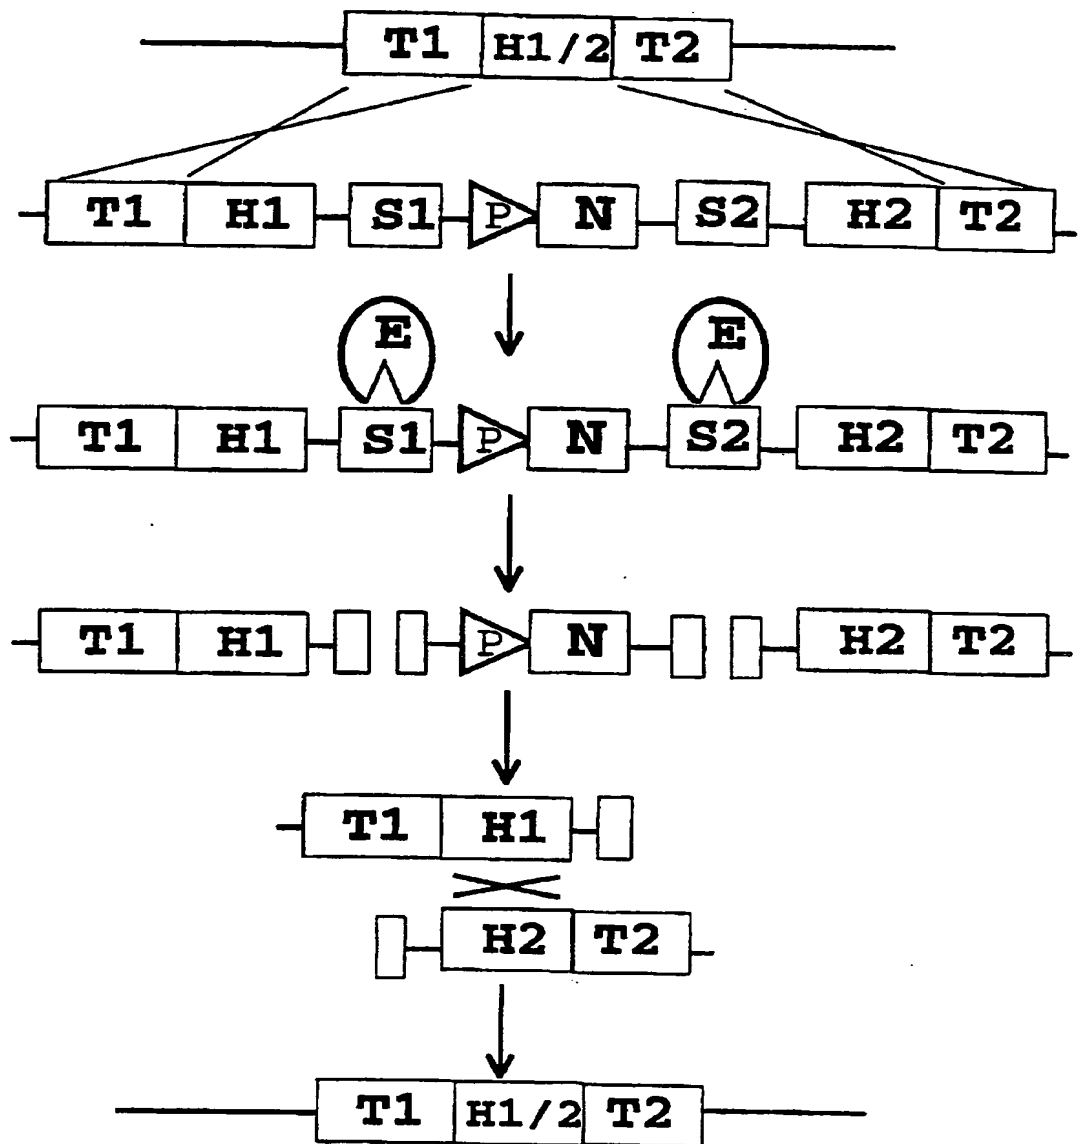 T1 H1/2 T2
T1 H1 S1 P N S2 H2 T2
E E
T1 H1 S1 P N S2 H2 T2
T1 H1 P N H2 T2
T1 H1
H2 T2
T1 H1/2 T2